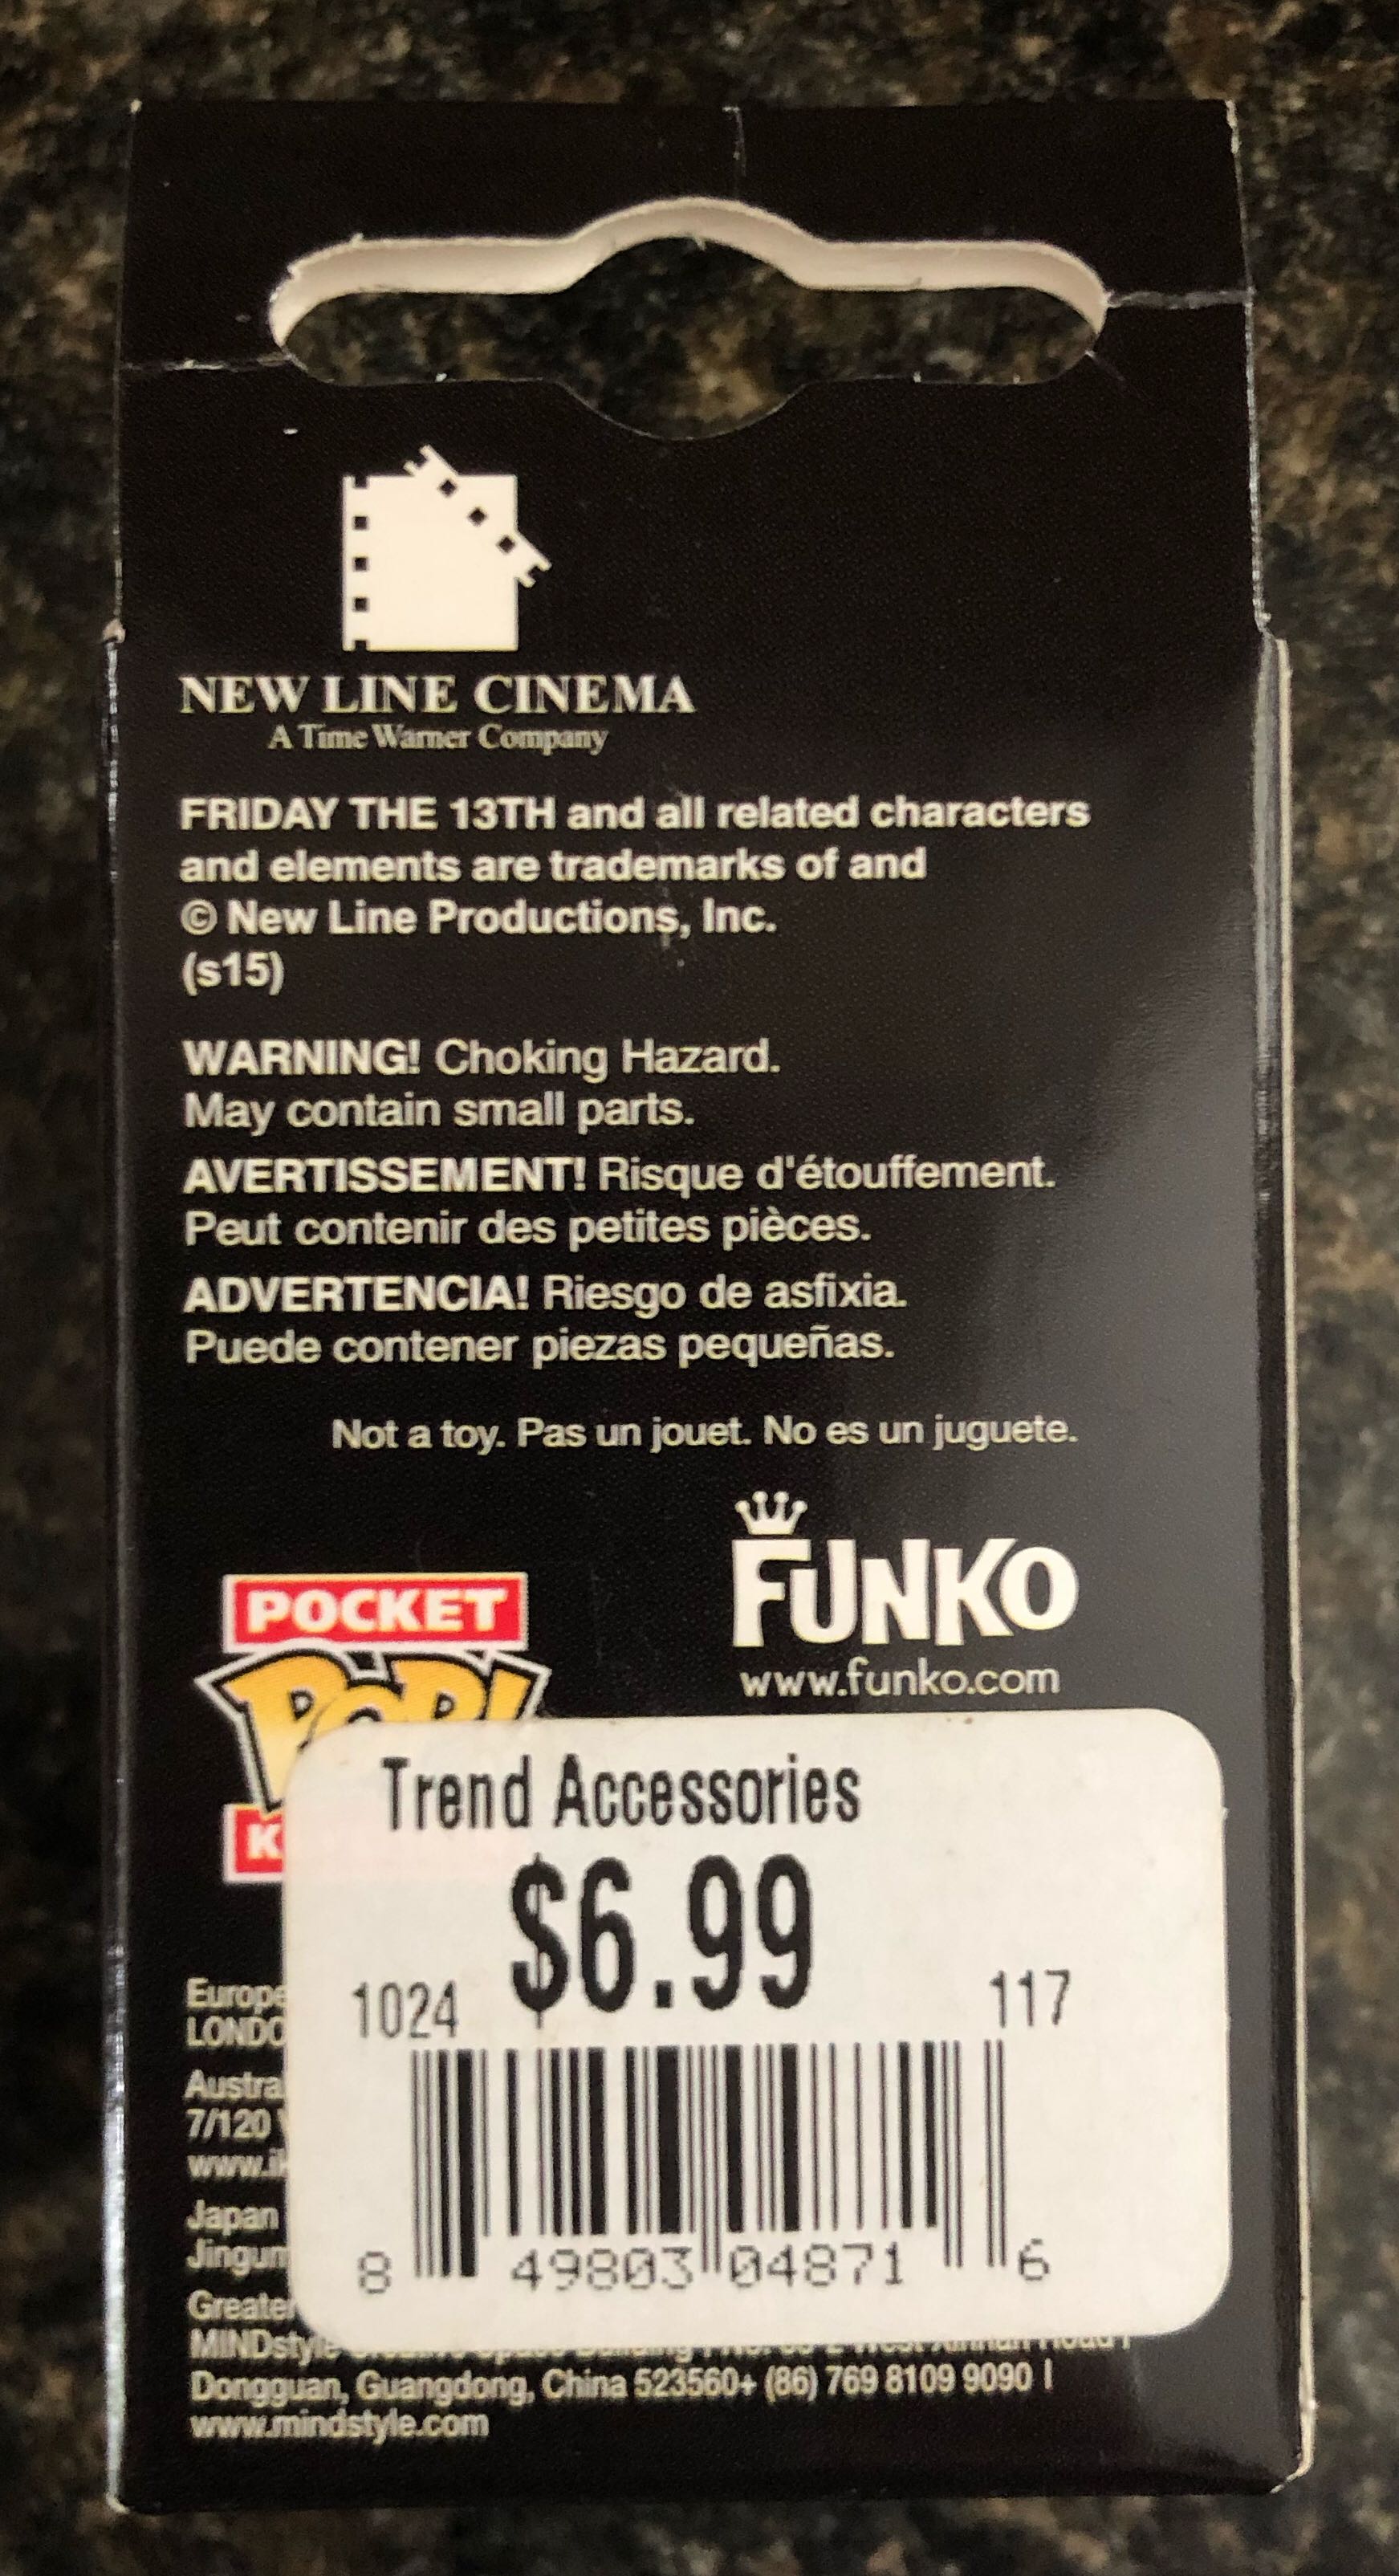 NEW LINE CINEMA
A Time Warner Company
FRIDAY THE 13TH and all related characters
and elements are trademarks of and
© New Line Productions, Inc.
(s15)
WARNING! Choking Hazard.
May contain small parts.
AVERTISSEMENT! Risque d'étouffement.
Peut contenir des petites pièces.
ADVERTENCIA! Riesgo de asfixia.
Puede contener piezas pequeñas.
Not a toy. Pas un jouet. No es un juguete.
FUNKO
www.funko.com
POCKET
POP!
Trend Accessories
$6.99
1024 117
8 49803 04871 6
Japan
MINDstyle
Dongguan, Guangdong, China 523560+ (86) 769 8109 9090 |
www.mindstyle.com